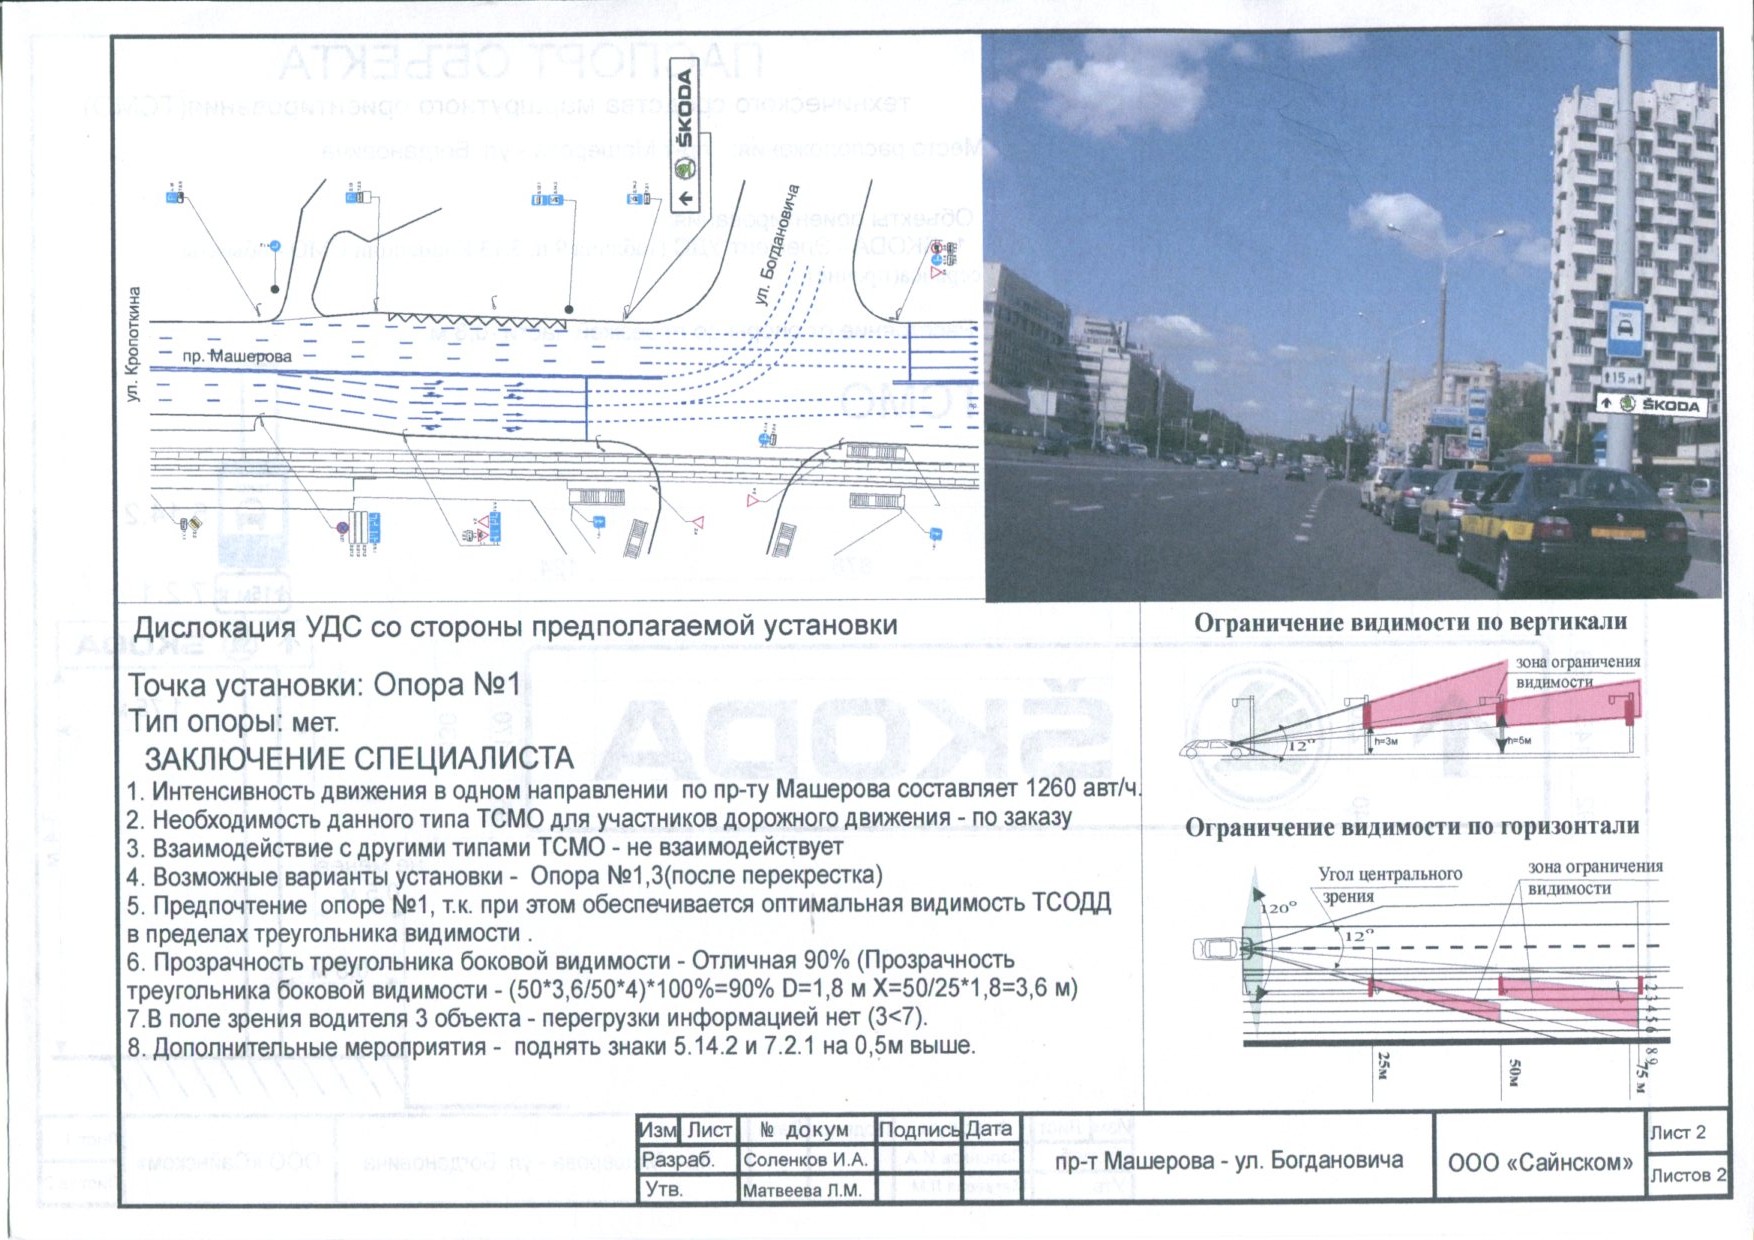 ŠKODA
ул. Богдановича
ул. Кропоткина
пр. Машерова
15 м
ŠKODA
Дислокация УДС со стороны предполагаемой установки
Точка установки: Опора №1
Тип опоры: мет.
ЗАКЛЮЧЕНИЕ СПЕЦИАЛИСТА
1. Интенсивность движения в одном направлении по пр-ту Машерова составляет 1260 авт/ч.
2. Необходимость данного типа ТСМО для участников дорожного движения - по заказу
3. Взаимодействие с другими типами ТСМО - не взаимодействует
4. Возможные варианты установки - Опора №1,3(после перекрестка)
5. Предпочтение опоре №1, т.к. при этом обеспечивается оптимальная видимость ТСОДД
в пределах треугольника видимости .
6. Прозрачность треугольника боковой видимости - Отличная 90% (Прозрачность
треугольника боковой видимости - (50*3,6/50*4)*100%=90% D=1,8 м X=50/25*1,8=3,6 м)
7.В поле зрения водителя 3 объекта - перегрузки информацией нет (3<7).
8. Дополнительные мероприятия - поднять знаки 5.14.2 и 7.2.1 на 0,5м выше.
Ограничение видимости по вертикали
зона ограничения
видимости
12°
h=3м
h=5м
Ограничение видимости по горизонтали
Угол центрального
зрения
зона ограничения
видимости
120°
12°
1 2 3 4 5 6 8 9
25м
50м
75 м
Изм Лист № докум Подпись Дата
Разраб. Соленков И.А.
Утв. Матвеева Л.М.
пр-т Машерова - ул. Богдановича
ООО «Сайнском»
Лист 2
Листов 2